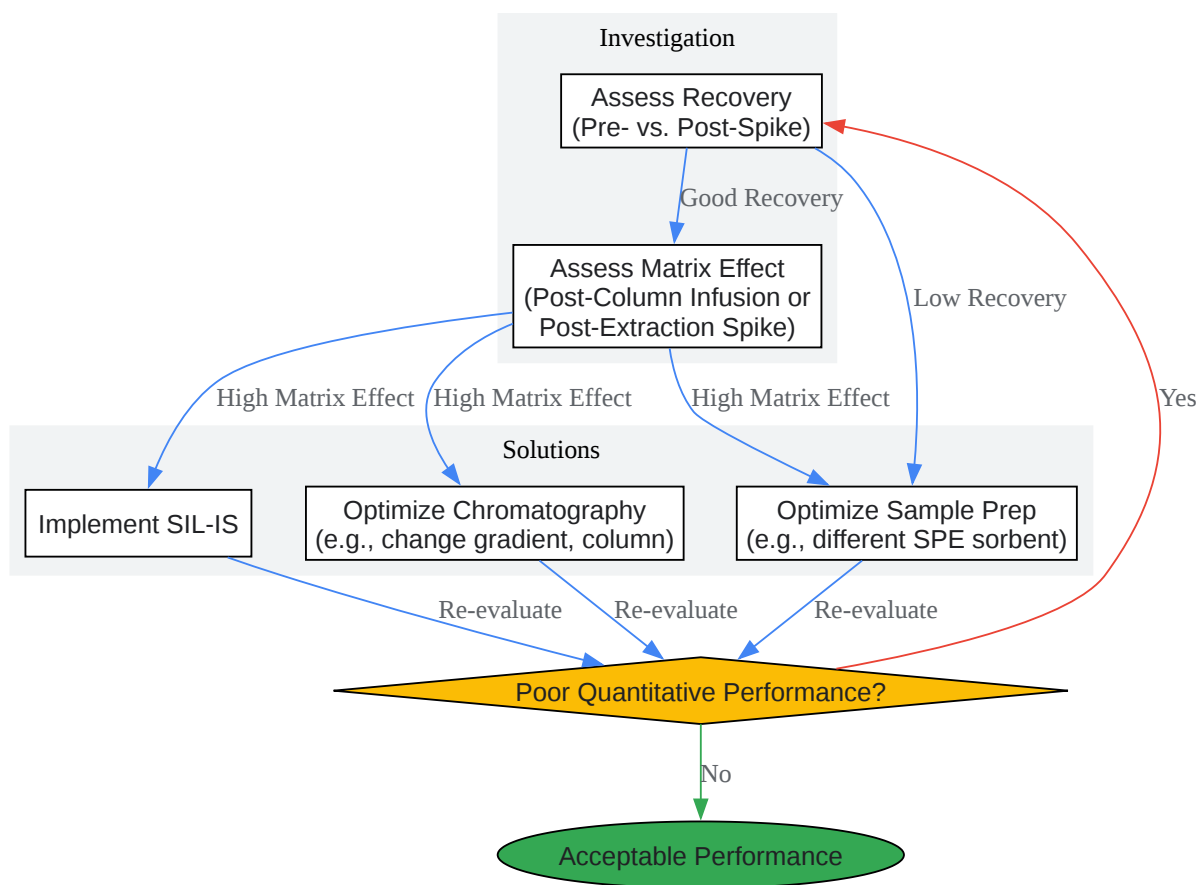 Investigation
Assess Recovery
(Pre- vs. Post-Spike)
Good Recovery
Assess Matrix Effect
(Post-Column Infusion or
Post-Extraction Spike)
Low Recovery
High Matrix Effect
High Matrix Effect
High Matrix Effect
Yes
Solutions
Implement SIL-IS
Optimize Chromatography
(e.g., change gradient, column)
Optimize Sample Prep
(e.g., different SPE sorbent)
Re-evaluate
Re-evaluate
Re-evaluate
Poor Quantitative Performance?
No
Acceptable Performance